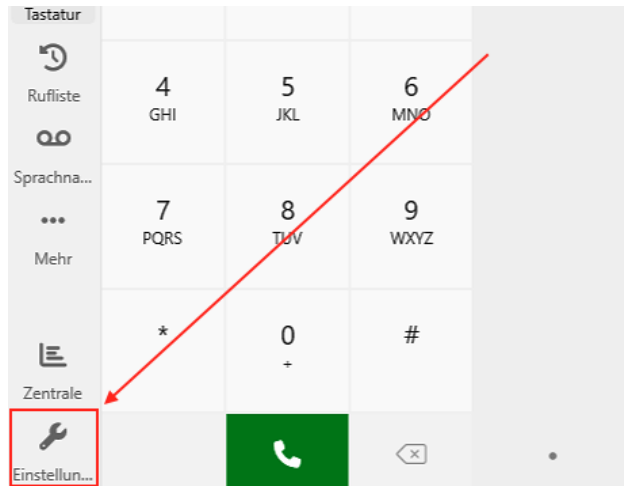 Tastatur
Rufliste
Sprachna...
Mehr
Zentrale
Einstellun...
4
GHI
5
JKL
6
MNO
7
PQRS
8
TUV
9
WXYZ
*
0
+
#